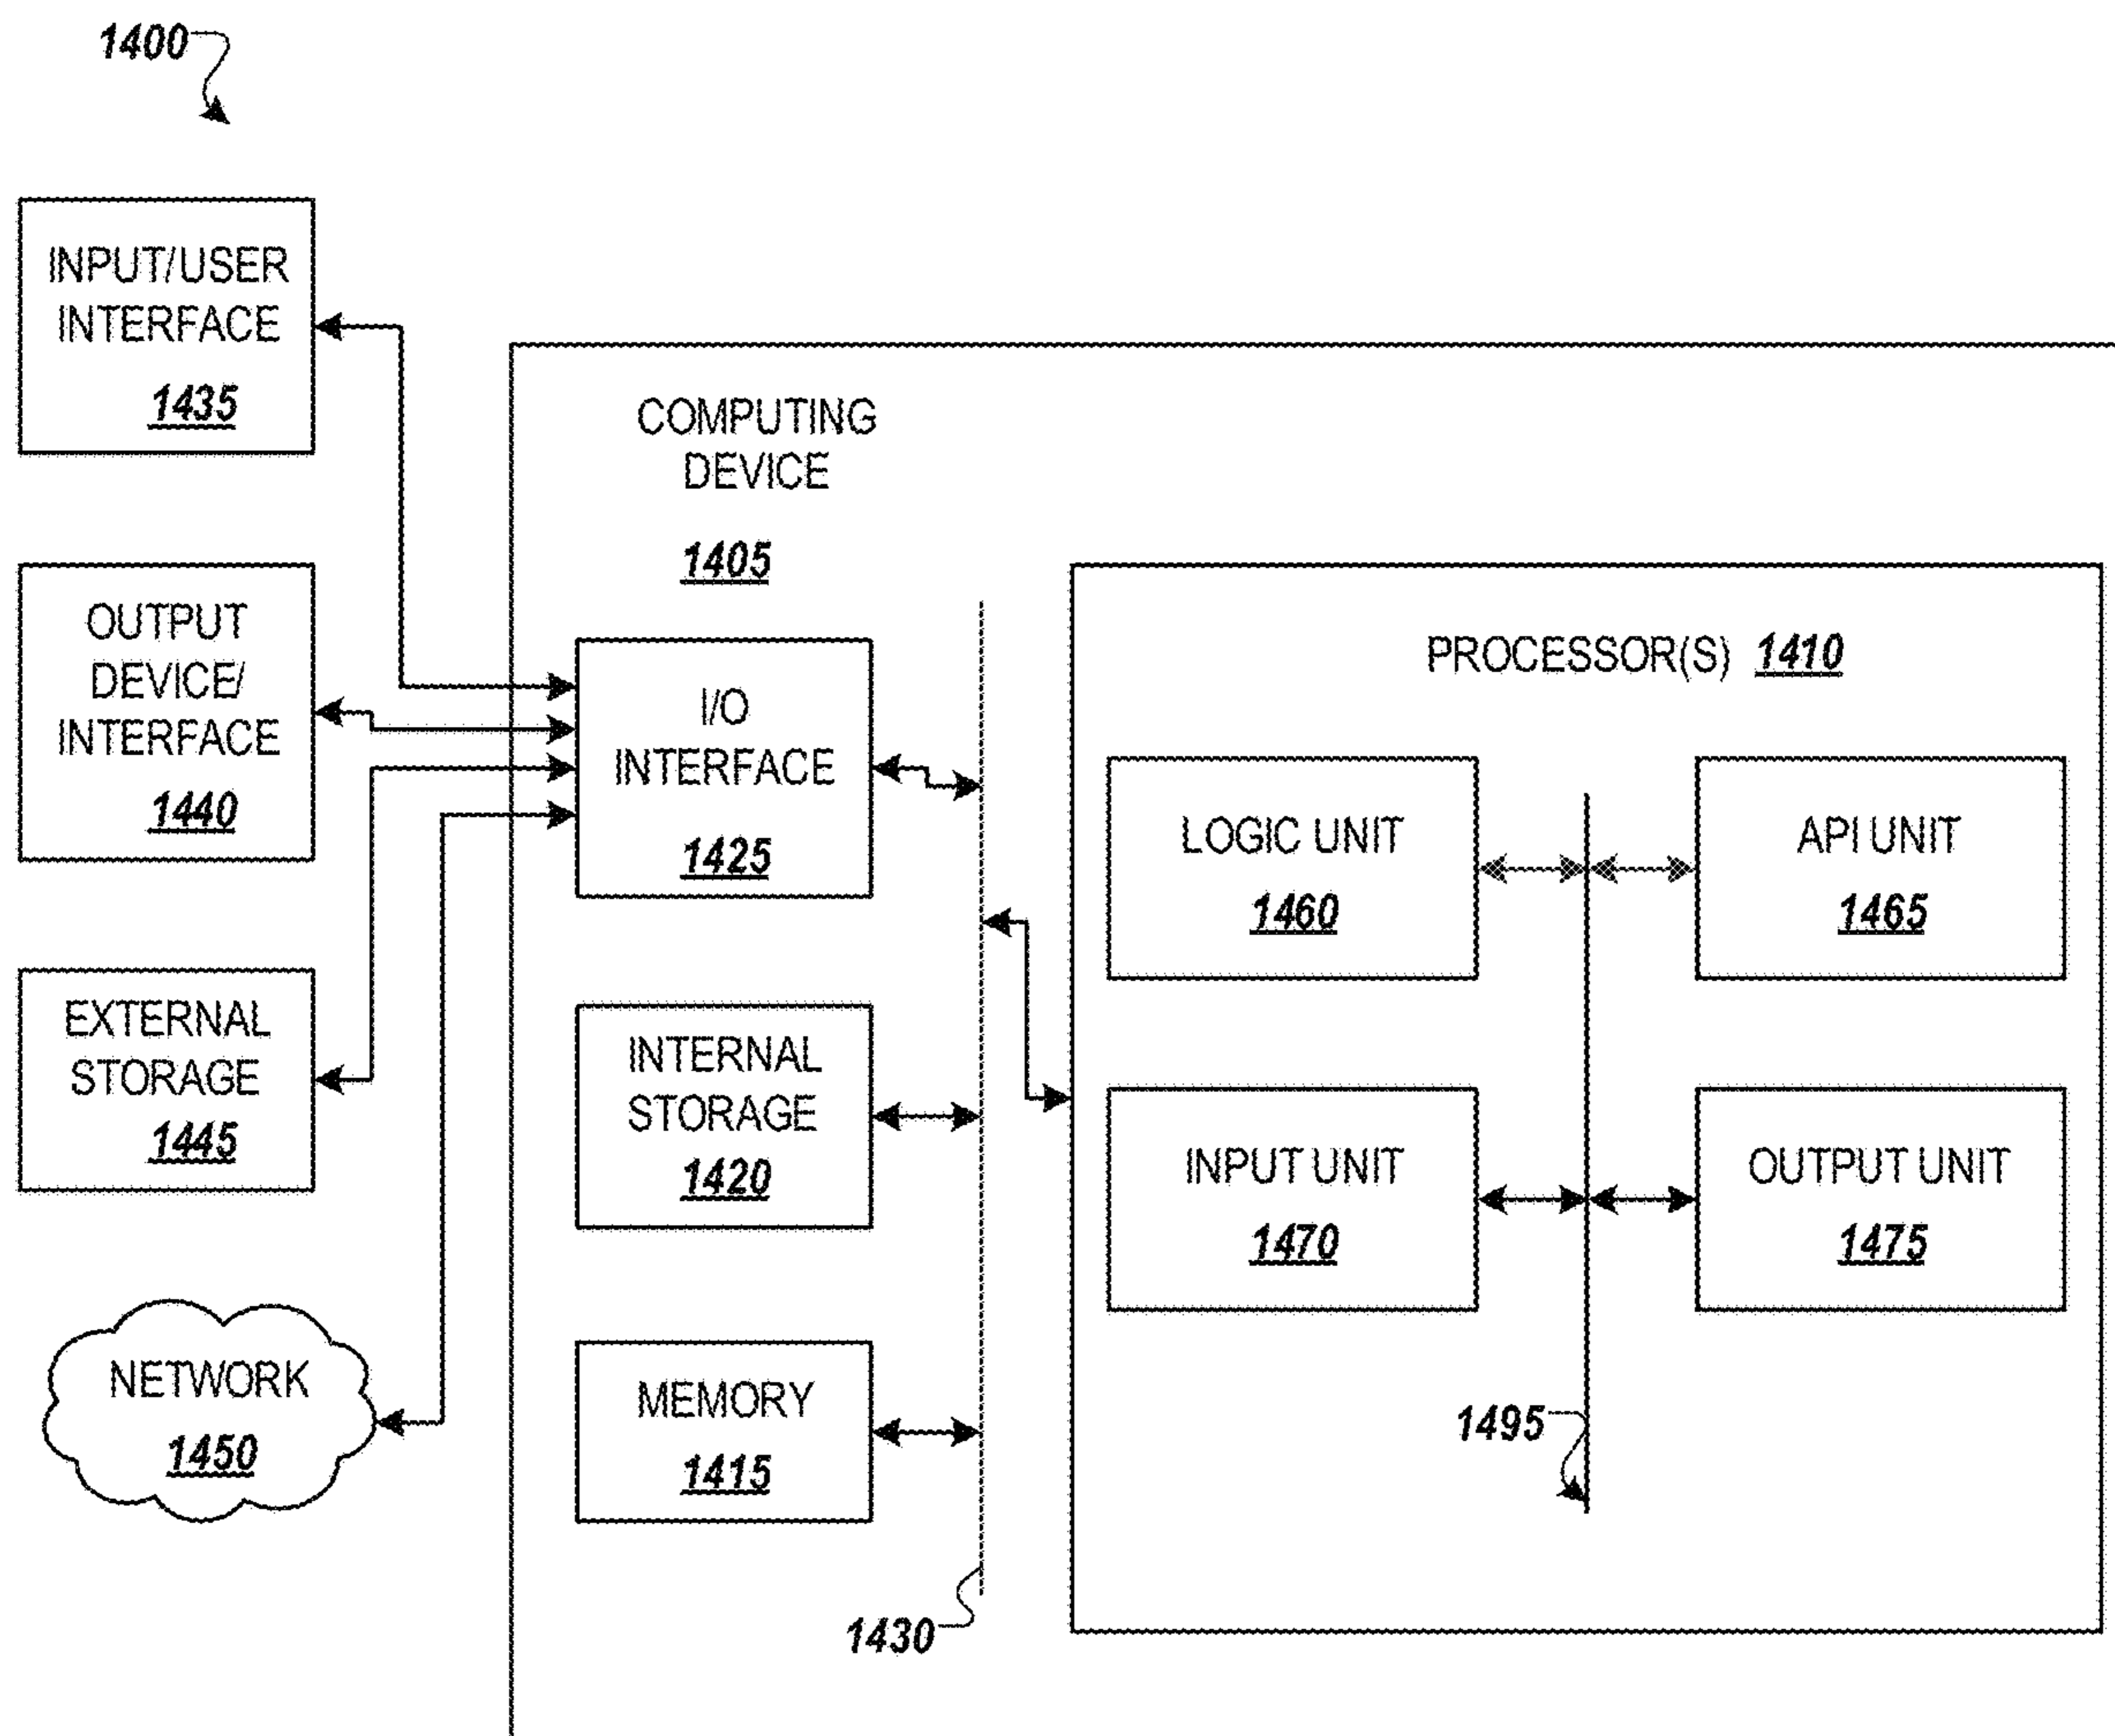 1400
INPUT/USER
INTERFACE
1435
OUTPUT
DEVICE/
INTERFACE
1440
EXTERNAL
STORAGE
1445
NETWORK
1450
COMPUTING
DEVICE
1405
I/O
INTERFACE
1425
INTERNAL
STORAGE
1420
MEMORY
1415
1430
PROCESSOR(S) 1410
LOGIC UNIT
1460
API UNIT
1465
INPUT UNIT
1470
OUTPUT UNIT
1475
1495